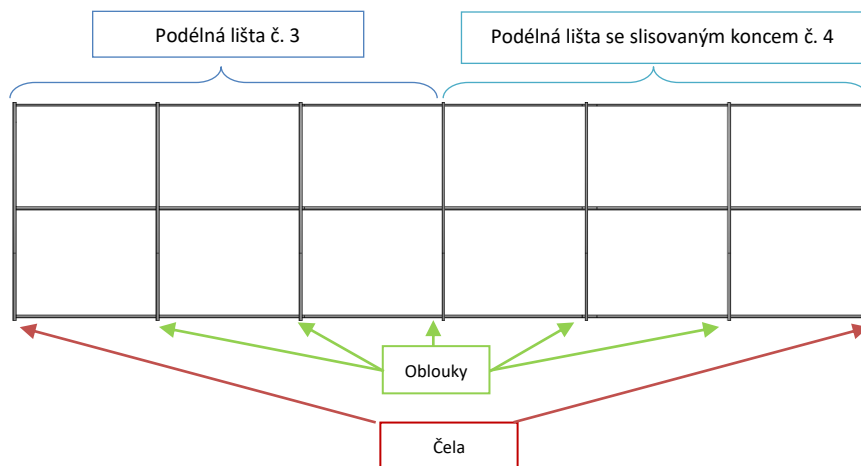 Podélná lišta č. 3
Podélná lišta se slisovaným koncem č. 4
Oblouky
Čela